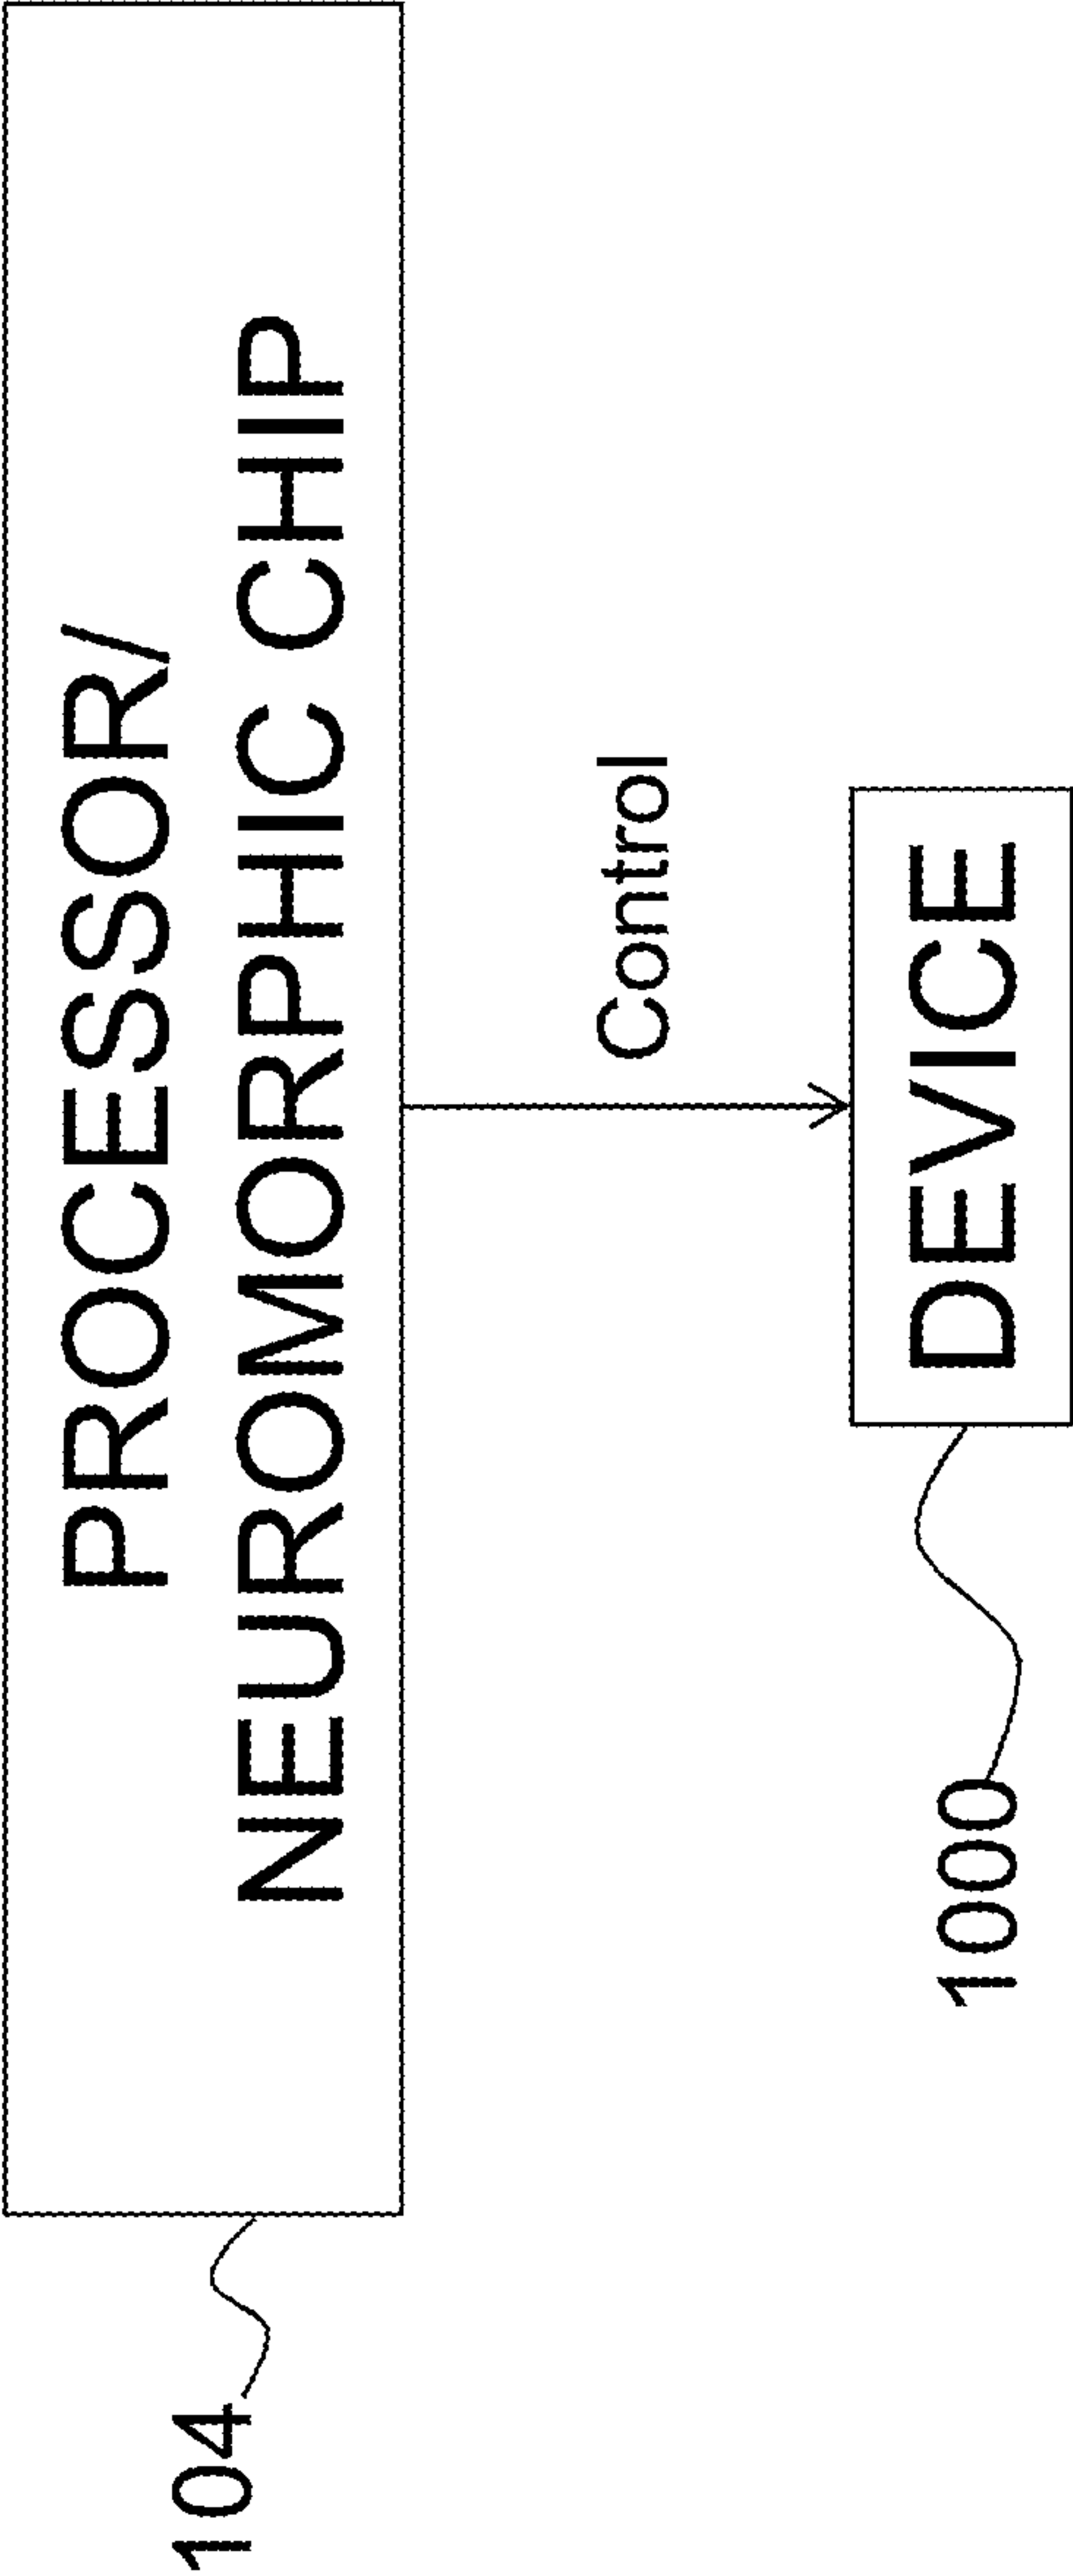 104
PROCESSOR/
NEUROMORPHIC CHIP
Control
1000
DEVICE